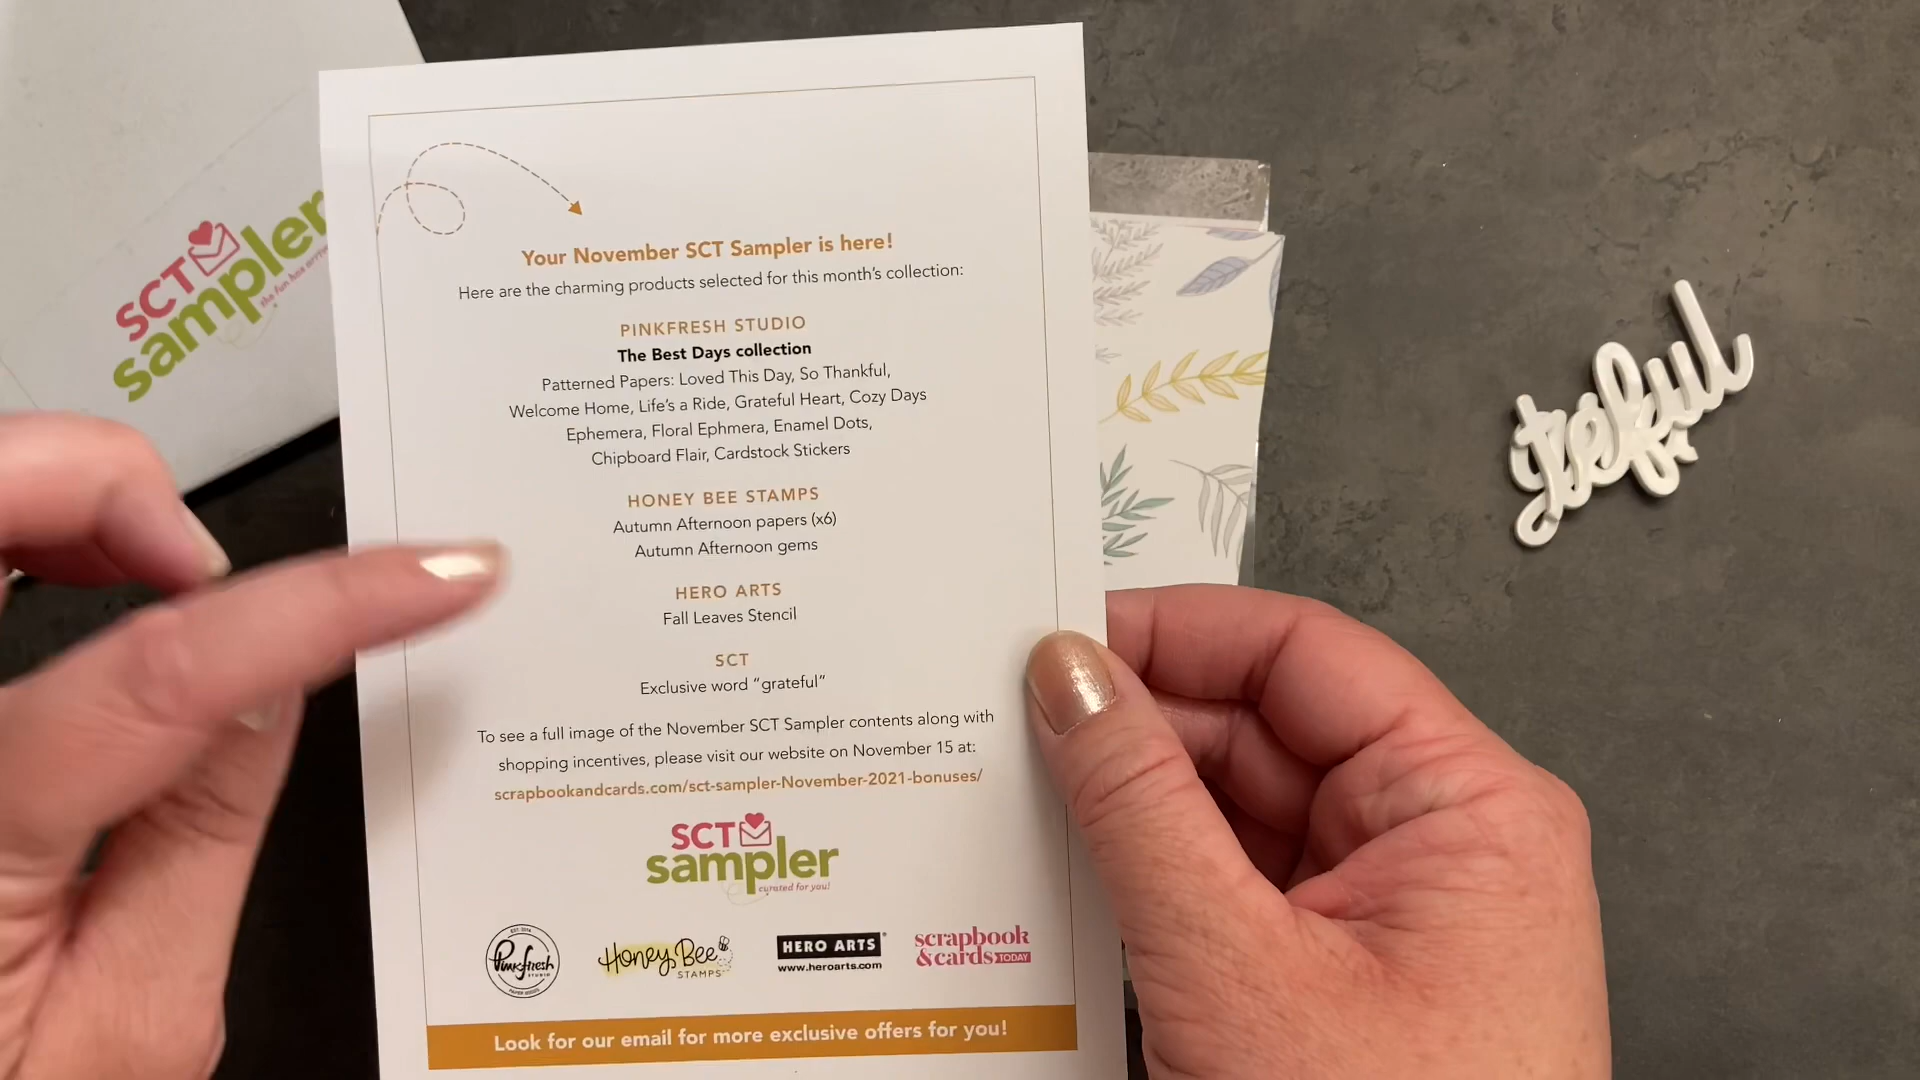 SCT
sampler
the fun has
Your November SCT Sampler is here!
Here are the charming products selected for this month's collection:
PINKFRESH STUDIO
The Best Days collection
Patterned Papers: Loved This Day, So Thankful,
Welcome Home, Life's a Ride, Grateful Heart, Cozy Days
Ephemera, Floral Ephmera, Enamel Dots,
Chipboard Flair, Cardstock Stickers
HONEY BEE STAMPS
Autumn Afternoon papers (x6)
Autumn Afternoon gems
HERO ARTS
Fall Leaves Stencil
SCT
Exclusive word “grateful”
To see a full image of the November SCT Sampler contents along with
shopping incentives, please visit our website on November 15 at:
scrapbookandcards.com/sct-sampler-November-2021-bonuses/
SCT
sampler
curated for you!
Pinkfresh
STUDIO
Honey Bee
STAMPS
HERO ARTS®
www.heroarts.com
scrapbook
&cards TODAY
Look for our email for more exclusive offers for you!